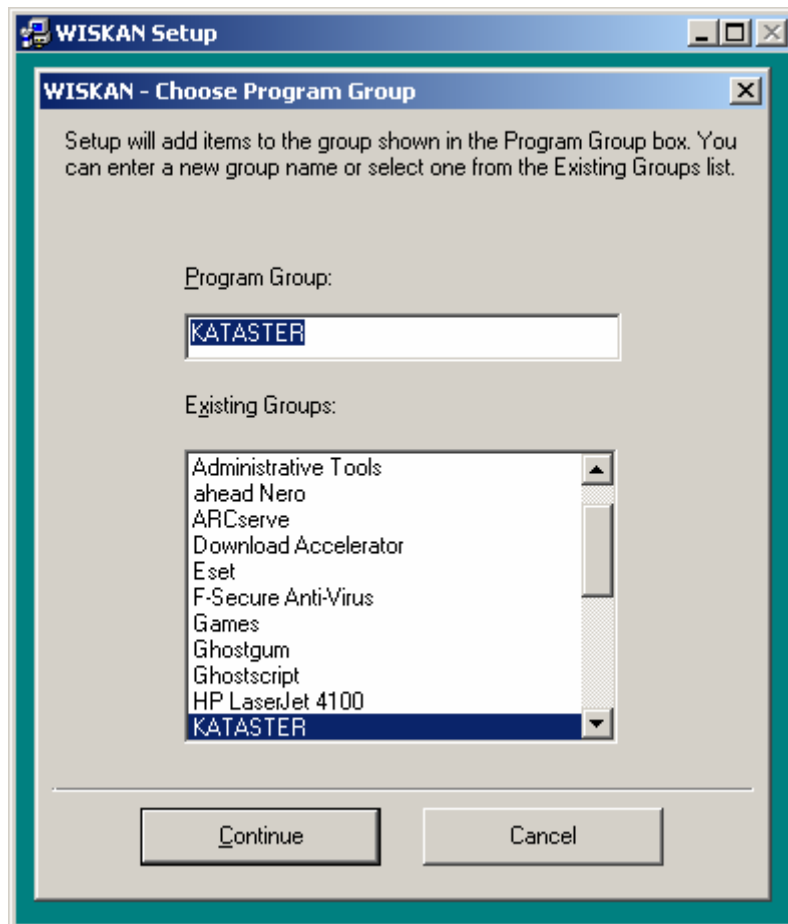 WISKAN Setup
WISKAN - Choose Program Group
Setup will add items to the group shown in the Program Group box. You
can enter a new group name or select one from the Existing Groups list.
Program Group:
KATASTER
Existing Groups:
Administrative Tools
ahead Nero
ARCserve
Download Accelerator
Eset
F-Secure Anti-Virus
Games
Ghostgum
Ghostscript
HP LaserJet 4100
KATASTER
Continue
Cancel